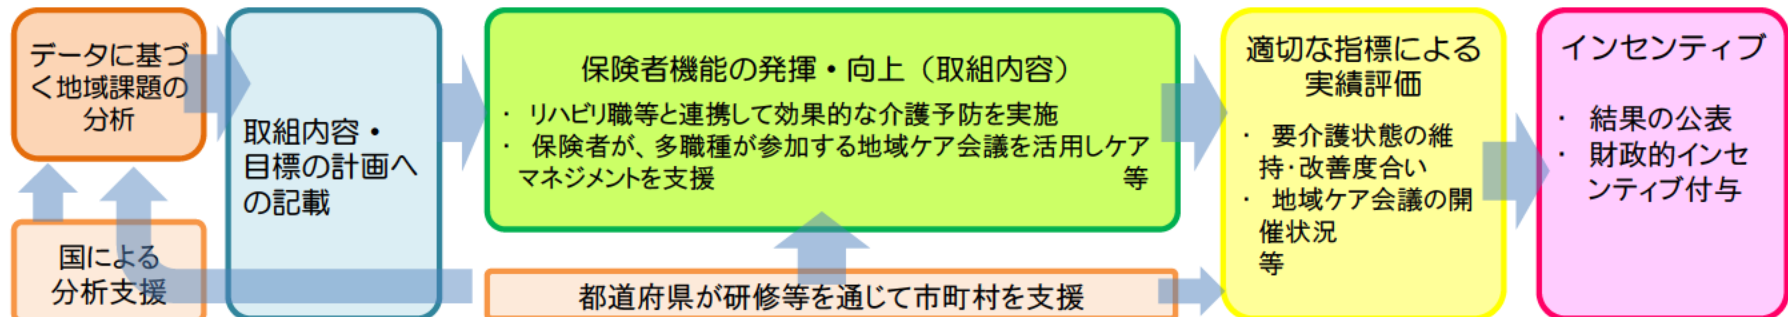 データに基づ
く地域課題の
分析
国による
分析支援
取組内容・
目標の計画へ
の記載
保険者機能の発揮・向上（取組内容）
・ リハビリ職等と連携して効果的な介護予防を実施
・ 保険者が、多職種が参加する地域ケア会議を活用しケア
マネジメントを支援 等
都道府県が研修等を通じて市町村を支援
適切な指標による
実績評価
・ 要介護状態の維
持・改善度合い
・ 地域ケア会議の開
催状況
等
インセンティブ
・ 結果の公表
・ 財政的インセ
ンティブ付与